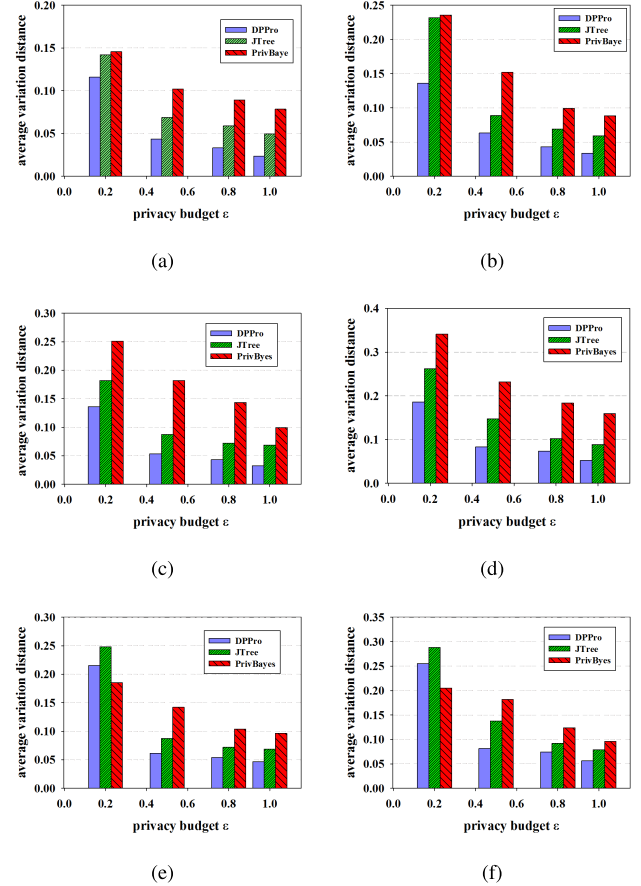 0.20
0.15
0.10
0.05
0.00
average variation distance
DPPro
JTree
PrivBaye
0.0 0.2 0.4 0.6 0.8 1.0
privacy budget ε
(a)
0.25
0.20
0.15
0.10
0.05
0.00
average variation distance
DPPro
JTree
PrivBaye
0.0 0.2 0.4 0.6 0.8 1.0
privacy budget ε
(b)
0.30
0.25
0.20
0.15
0.10
0.05
0.00
average variation distance
DPPro
JTree
PrivByes
0.0 0.2 0.4 0.6 0.8 1.0
privacy budget ε
(c)
0.4
0.3
0.2
0.1
0.0
average variation distance
DPPro
JTree
PrivBayes
0.0 0.2 0.4 0.6 0.8 1.0
privacy budget ε
(d)
0.30
0.25
0.20
0.15
0.10
0.05
0.00
average variation distance
DPPro
JTree
PrivByes
0.0 0.2 0.4 0.6 0.8 1.0
privacy budget ε
(e)
0.35
0.30
0.25
0.20
0.15
0.10
0.05
0.00
average variation distance
DPPro
JTree
PrivBayes
0.0 0.2 0.4 0.6 0.8 1.0
privacy budget ε
(f)